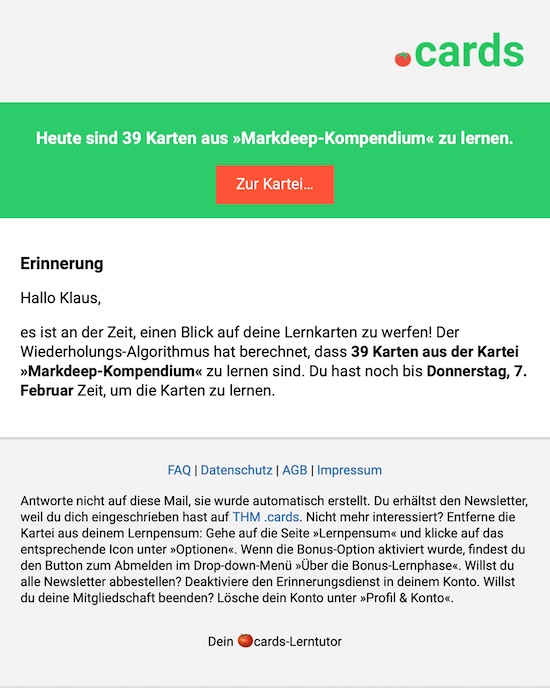 🍅cards
Heute sind 39 Karten aus »Markdeep-Kompendium« zu lernen.
Zur Kartei…
Erinnerung
Hallo Klaus,
es ist an der Zeit, einen Blick auf deine Lernkarten zu werfen! Der
Wiederholungs-Algorithmus hat berechnet, dass 39 Karten aus der Kartei
»Markdeep-Kompendium« zu lernen sind. Du hast noch bis Donnerstag, 7.
Februar Zeit, um die Karten zu lernen.
FAQ | Datenschutz | AGB | Impressum
Antworte nicht auf diese Mail, sie wurde automatisch erstellt. Du erhältst den Newsletter,
weil du dich eingeschrieben hast auf THM .cards. Nicht mehr interessiert? Entferne die
Kartei aus deinem Lernpensum: Gehe auf die Seite »Lernpensum« und klicke auf das
entsprechende Icon unter »Optionen«. Wenn die Bonus-Option aktiviert wurde, findest du
den Button zum Abmelden im Drop-down-Menü »Über die Bonus-Lernphase«. Willst du
alle Newsletter abbestellen? Deaktiviere den Erinnerungsdienst in deinem Konto. Willst
du deine Mitgliedschaft beenden? Lösche dein Konto unter »Profil & Konto«.
Dein 🍅cards-Lerntutor